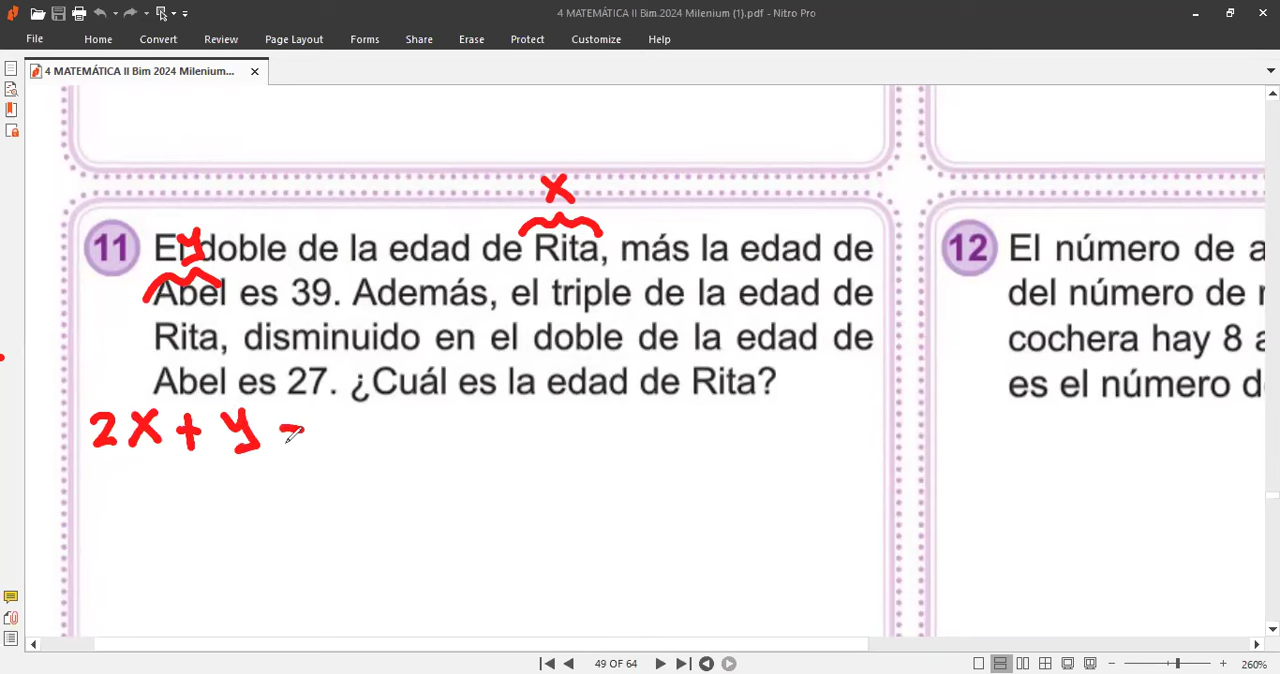 4 MATEMÁTICA II Bim.2024 Milenium (1).pdf - Nitro Pro
File Home Convert Review Page Layout Forms Share Erase Protect Customize Help
4 MATEMÁTICA II Bim 2024 Milenium...
x
11 El doble de la edad de Rita, más la edad de
y
Abel es 39. Además, el triple de la edad de
Rita, disminuido en el doble de la edad de
Abel es 27. ¿Cuál es la edad de Rita?
2x + y =
12 El número de a
del número de
cochera hay 8
es el número d
49 OF 64
260%